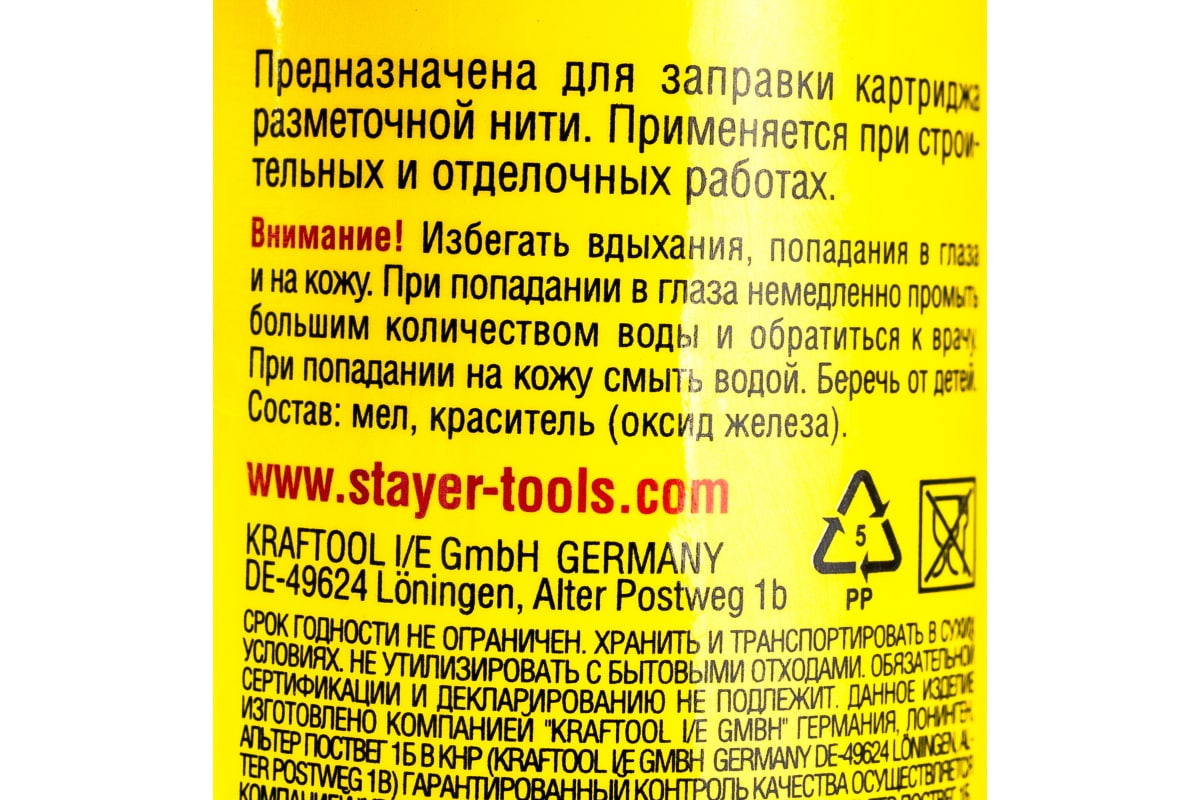 Предназначена для заправки картриджа
разметочной нити. Применяется при строи-
тельных и отделочных работах.
Внимание! Избегать вдыхания, попадания в глаза
и на кожу. При попадании в глаза немедленно промыть
большим количеством воды и обратиться к врачу.
При попадании на кожу смыть водой. Беречь от детей.
Состав: мел, краситель (оксид железа).
www.stayer-tools.com
KRAFTOOL I/E GmbH GERMANY
DE-49624 Löningen, Alter Postweg 1b
5
PP
СРОК ГОДНОСТИ НЕ ОГРАНИЧЕН. ХРАНИТЬ И ТРАНСПОРТИРОВАТЬ В СУХИХ
УСЛОВИЯХ. НЕ УТИЛИЗИРОВАТЬ С БЫТОВЫМИ ОТХОДАМИ. ОБЯЗАТЕЛЬНОЙ
СЕРТИФИКАЦИИ И ДЕКЛАРИРОВАНИЮ НЕ ПОДЛЕЖИТ. ДАННОЕ ИЗДЕЛИЕ
ИЗГОТОВЛЕНО КОМПАНИЕЙ "KRAFTOOL I/E GMBH" ГЕРМАНИЯ, ЛОНИНГЕН,
АЛЬТЕР ПОСТВЕГ 1Б В КНР (KRAFTOOL I/E GMBH GERMANY DE-49624 LÖNINGEN, AL-
TER POSTWEG 1B) ГАРАНТИРОВАННЫЙ КОНТРОЛЬ КАЧЕСТВА ОСУЩЕСТВЛЯЕТСЯ